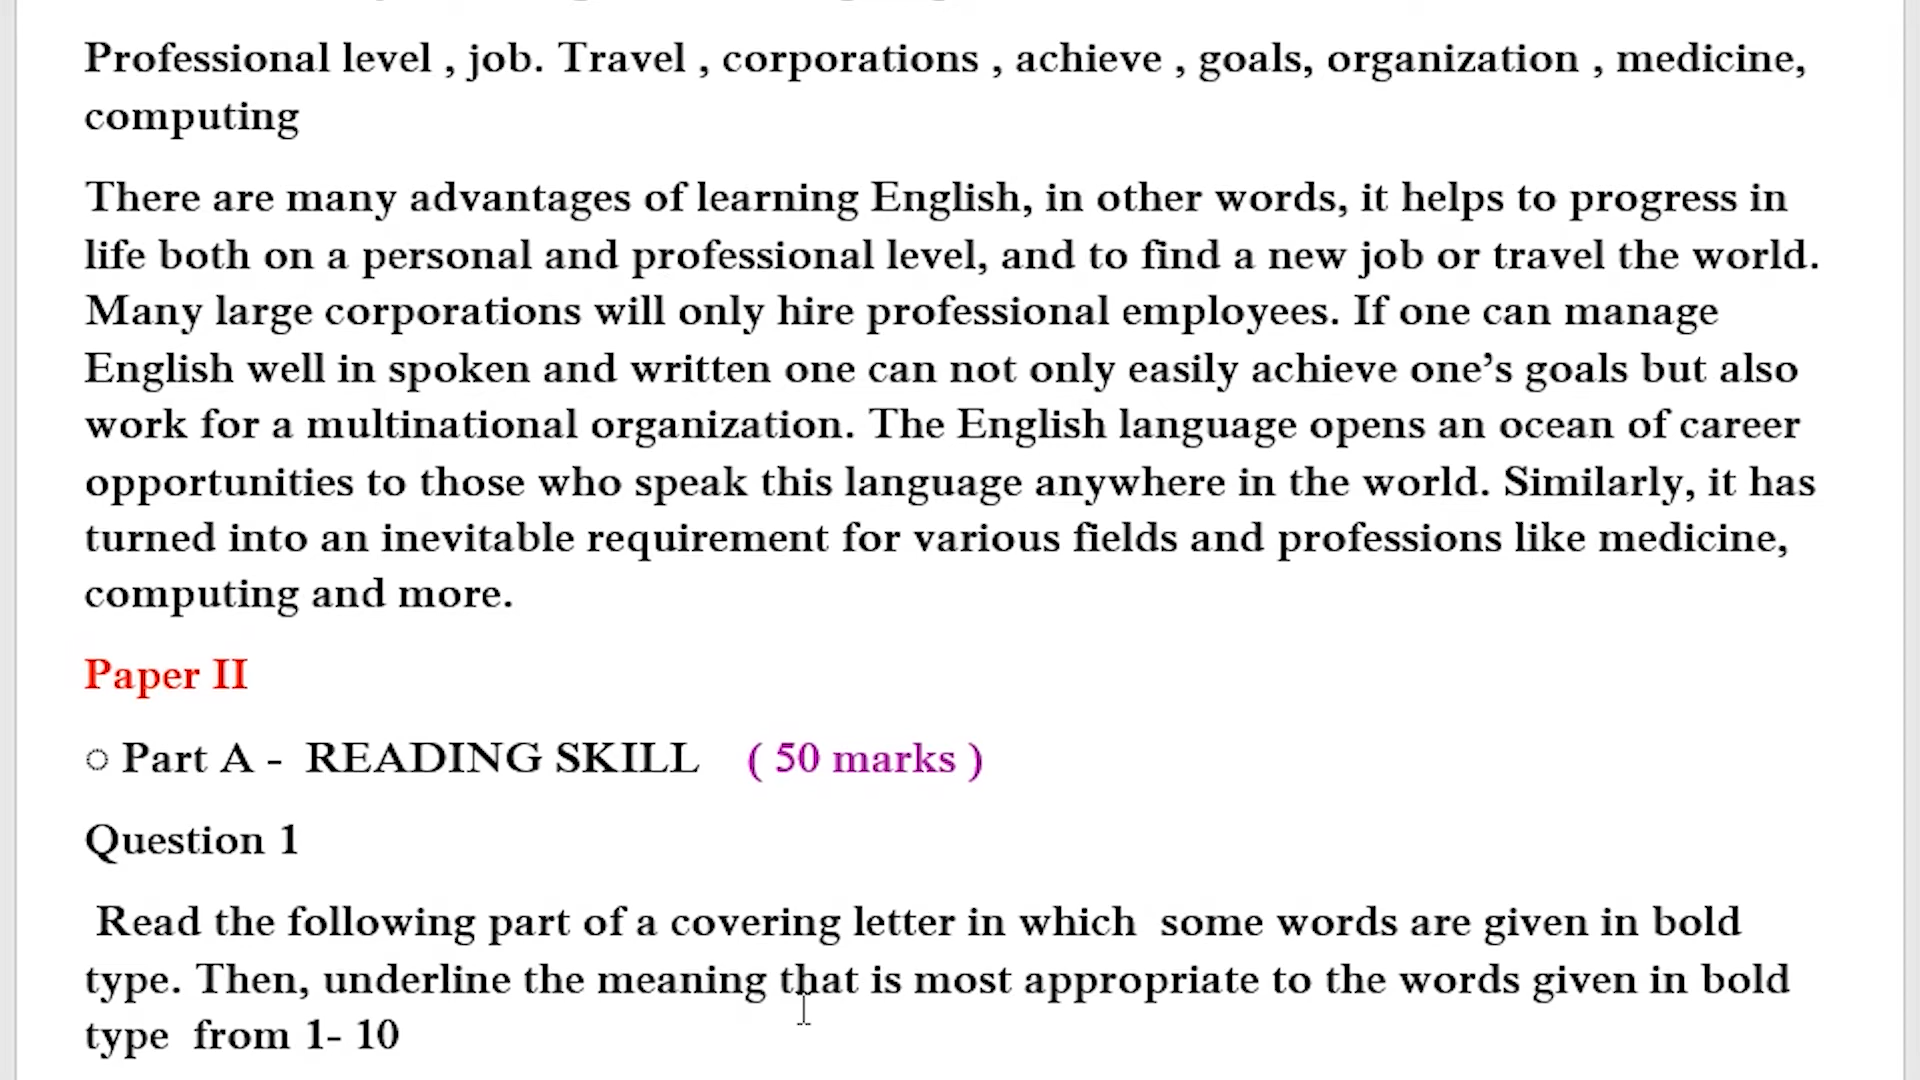 Professional level , job. Travel , corporations , achieve , goals, organization , medicine,
computing
There are many advantages of learning English, in other words, it helps to progress in
life both on a personal and professional level, and to find a new job or travel the world.
Many large corporations will only hire professional employees. If one can manage
English well in spoken and written one can not only easily achieve one’s goals but also
work for a multinational organization. The English language opens an ocean of career
opportunities to those who speak this language anywhere in the world. Similarly, it has
turned into an inevitable requirement for various fields and professions like medicine,
computing and more.
Paper II
○ Part A - READING SKILL ( 50 marks )
Question 1
Read the following part of a covering letter in which some words are given in bold
type. Then, underline the meaning that is most appropriate to the words given in bold
type from 1- 10